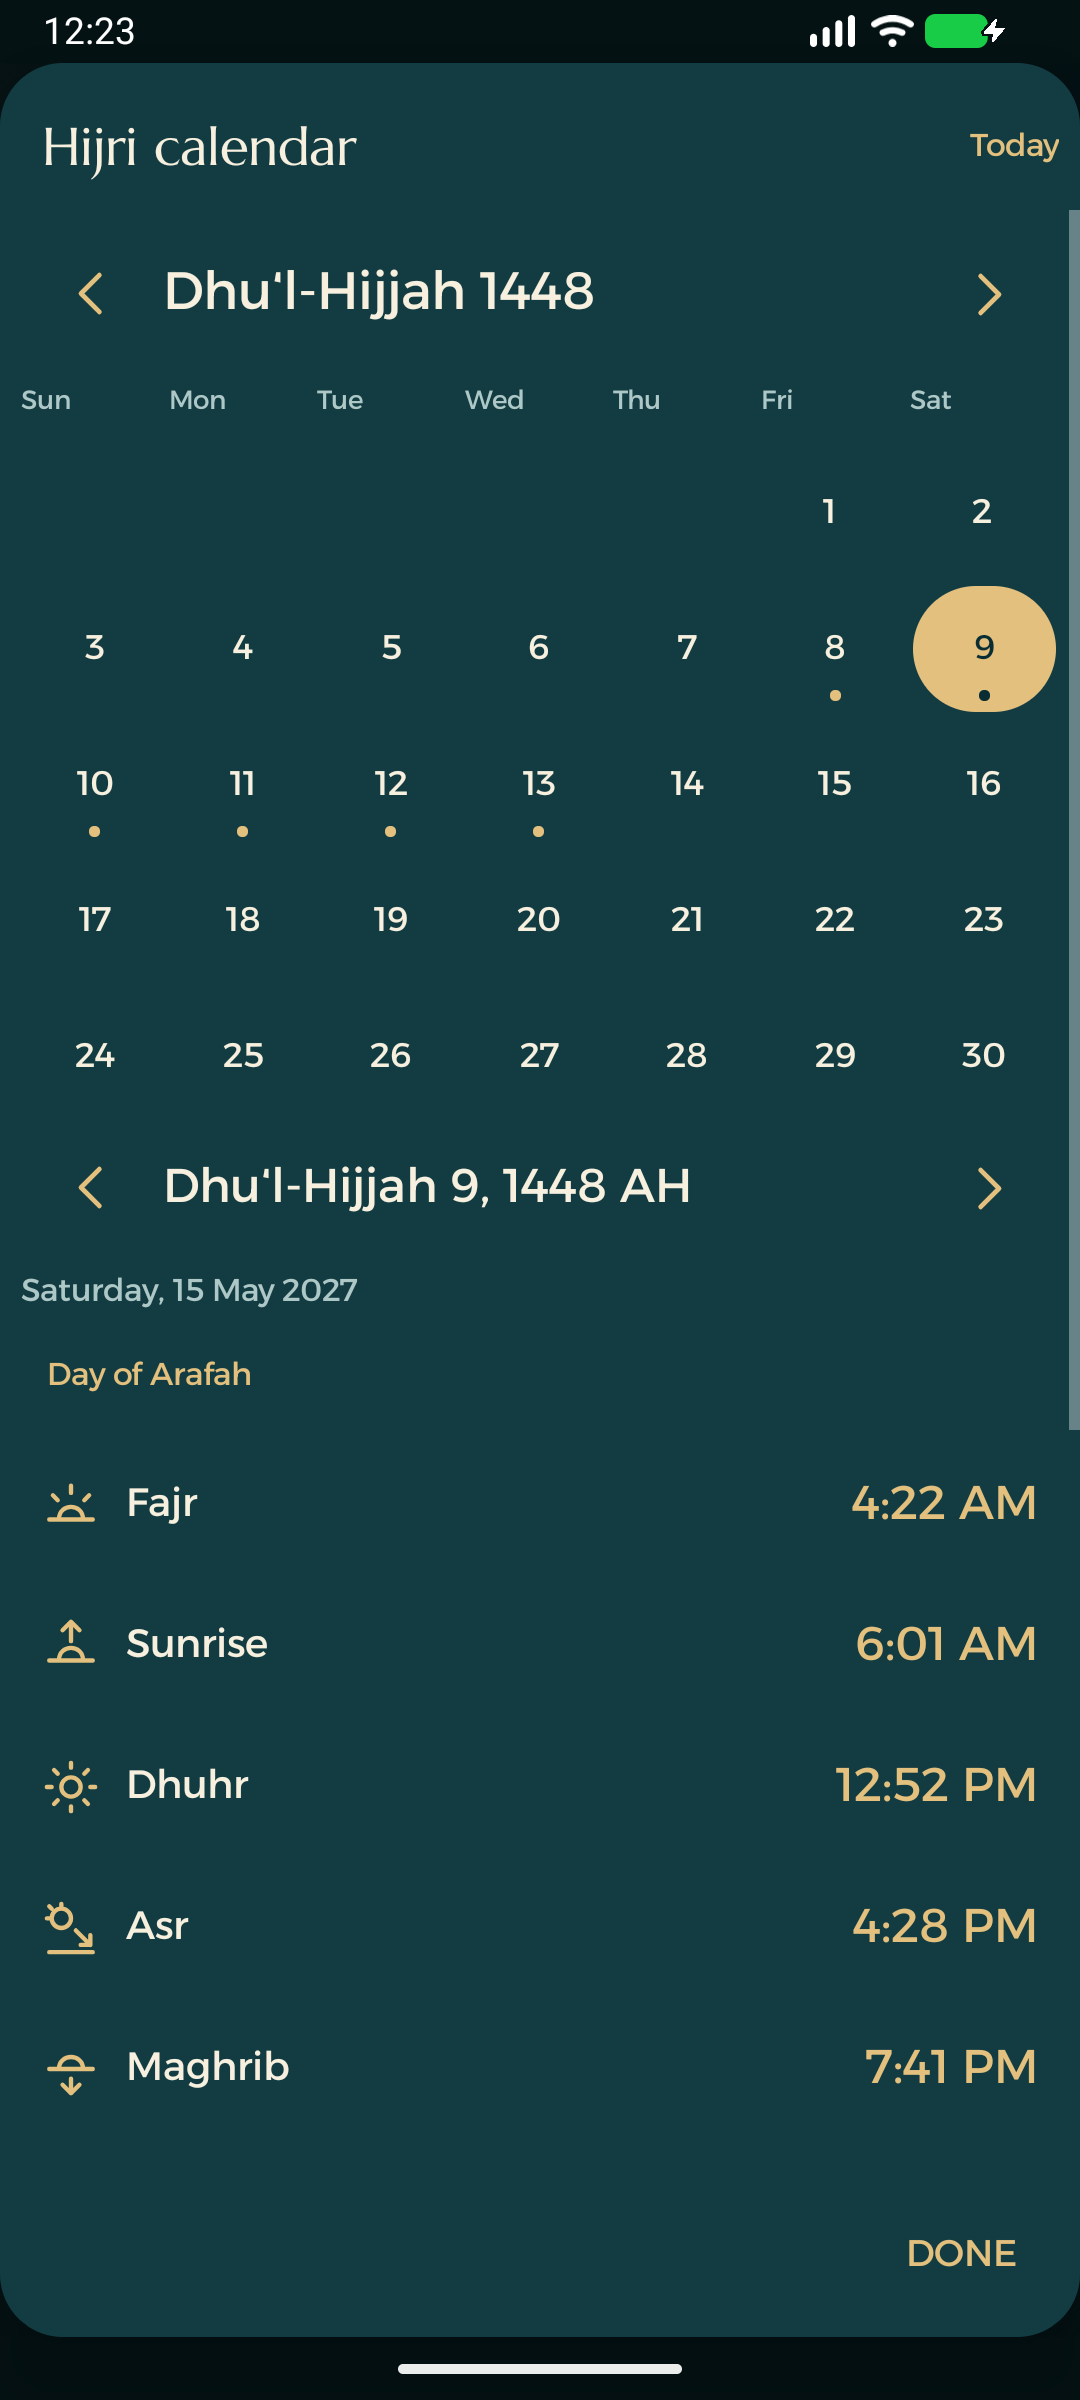 12:23
Hijri calendar
Today
Dhuʻl-Hijjah 1448
Sun Mon Tue Wed Thu Fri Sat
1 2
3 4 5 6 7 8 9
10 11 12 13 14 15 16
17 18 19 20 21 22 23
24 25 26 27 28 29 30
Dhuʻl-Hijjah 9, 1448 AH
Saturday, 15 May 2027
Day of Arafah
Fajr 4:22 AM
Sunrise 6:01 AM
Dhuhr 12:52 PM
Asr 4:28 PM
Maghrib 7:41 PM
DONE